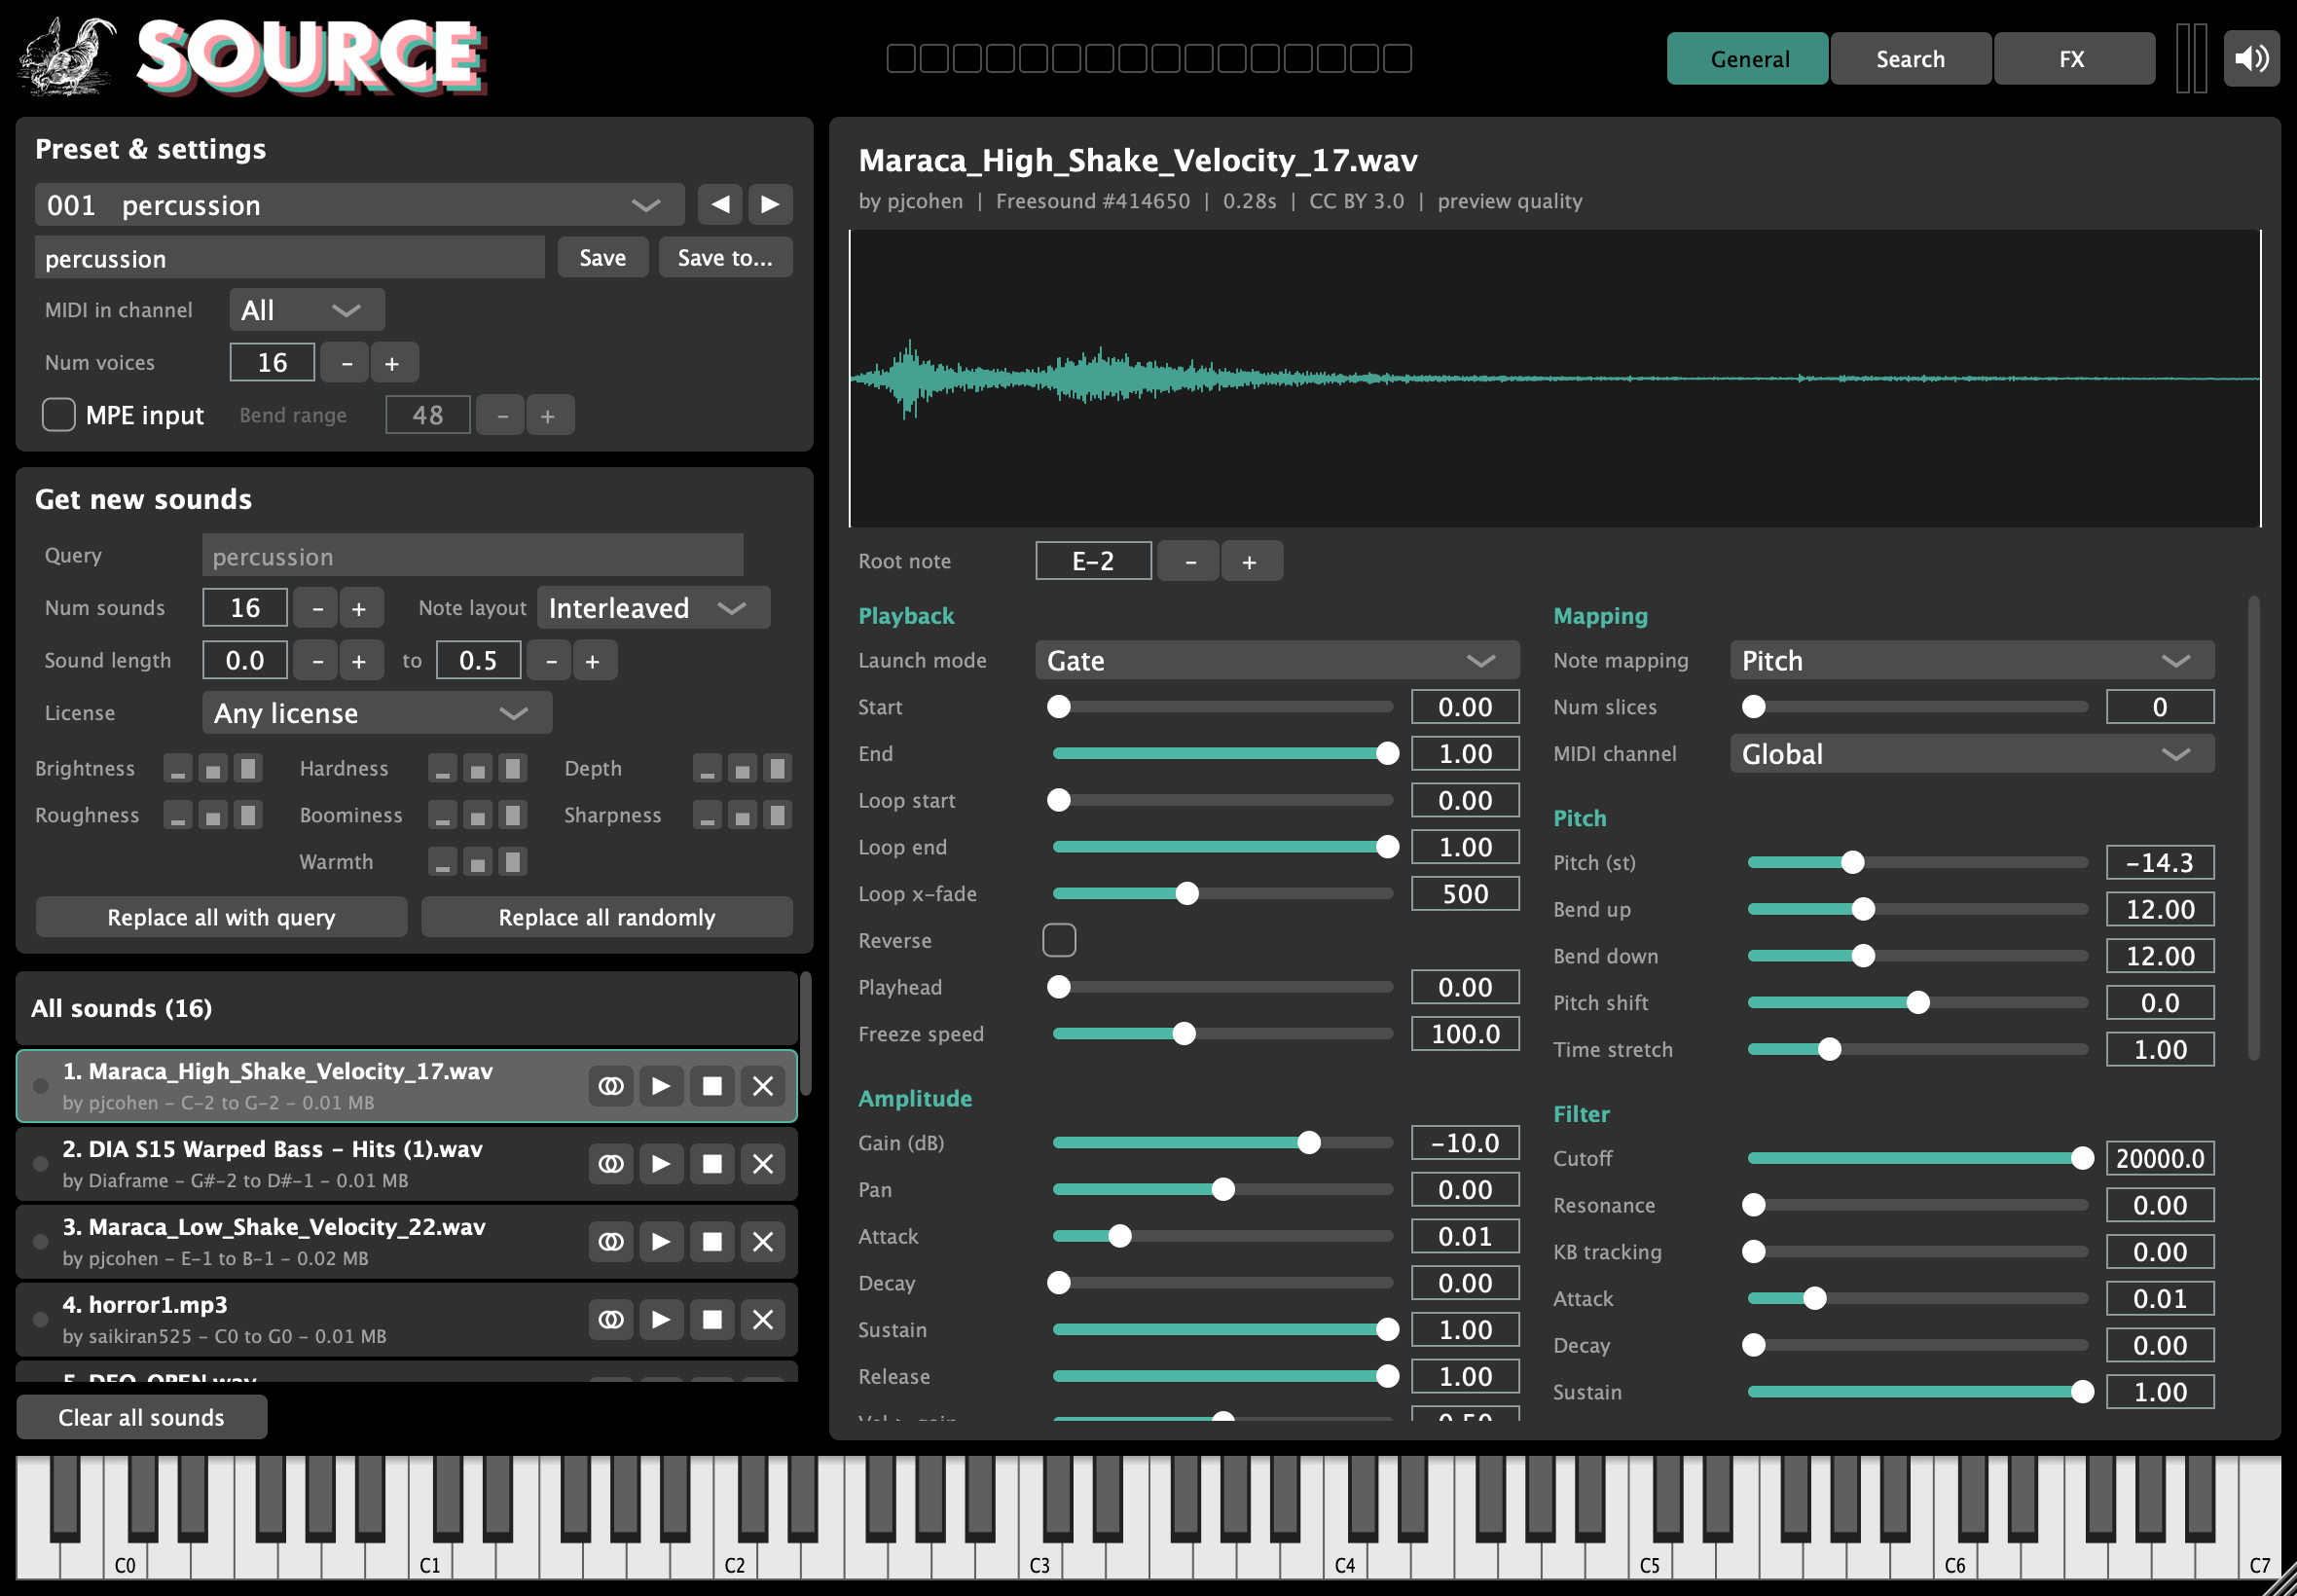 SOURCE
General
Search
FX
Preset & settings
001 percussion
percussion
Save
Save to...
MIDI in channel
All
Num voices
16
-
+
MPE input
Bend range
48
-
+
Get new sounds
Query
percussion
Num sounds
16
-
+
Note layout
Interleaved
Sound length
0.0
-
+
to
0.5
-
+
License
Any license
Brightness
Hardness
Depth
Roughness
Boominess
Sharpness
Warmth
Replace all with query
Replace all randomly
All sounds (16)
1. Maraca_High_Shake_Velocity_17.wav
by pjcohen - C-2 to G-2 - 0.01 MB
2. DIA S15 Warped Bass - Hits (1).wav
by Diaframe - G#-2 to D#-1 - 0.01 MB
3. Maraca_Low_Shake_Velocity_22.wav
by pjcohen - E-1 to B-1 - 0.02 MB
4. horror1.mp3
by saikiran525 - C0 to G0 - 0.01 MB
Clear all sounds
Maraca_High_Shake_Velocity_17.wav
by pjcohen | Freesound #414650 | 0.28s | CC BY 3.0 | preview quality
Root note
E-2
-
+
Playback
Launch mode
Gate
Start
0.00
End
1.00
Loop start
0.00
Loop end
1.00
Loop x-fade
500
Reverse
Playhead
0.00
Freeze speed
100.0
Amplitude
Gain (dB)
-10.0
Pan
0.00
Attack
0.01
Decay
0.00
Sustain
1.00
Release
1.00
Mapping
Note mapping
Pitch
Num slices
0
MIDI channel
Global
Pitch
Pitch (st)
-14.3
Bend up
12.00
Bend down
12.00
Pitch shift
0.0
Time stretch
1.00
Filter
Cutoff
20000.0
Resonance
0.00
KB tracking
0.00
Attack
0.01
Decay
0.00
Sustain
1.00
C0
C1
C2
C3
C4
C5
C6
C7